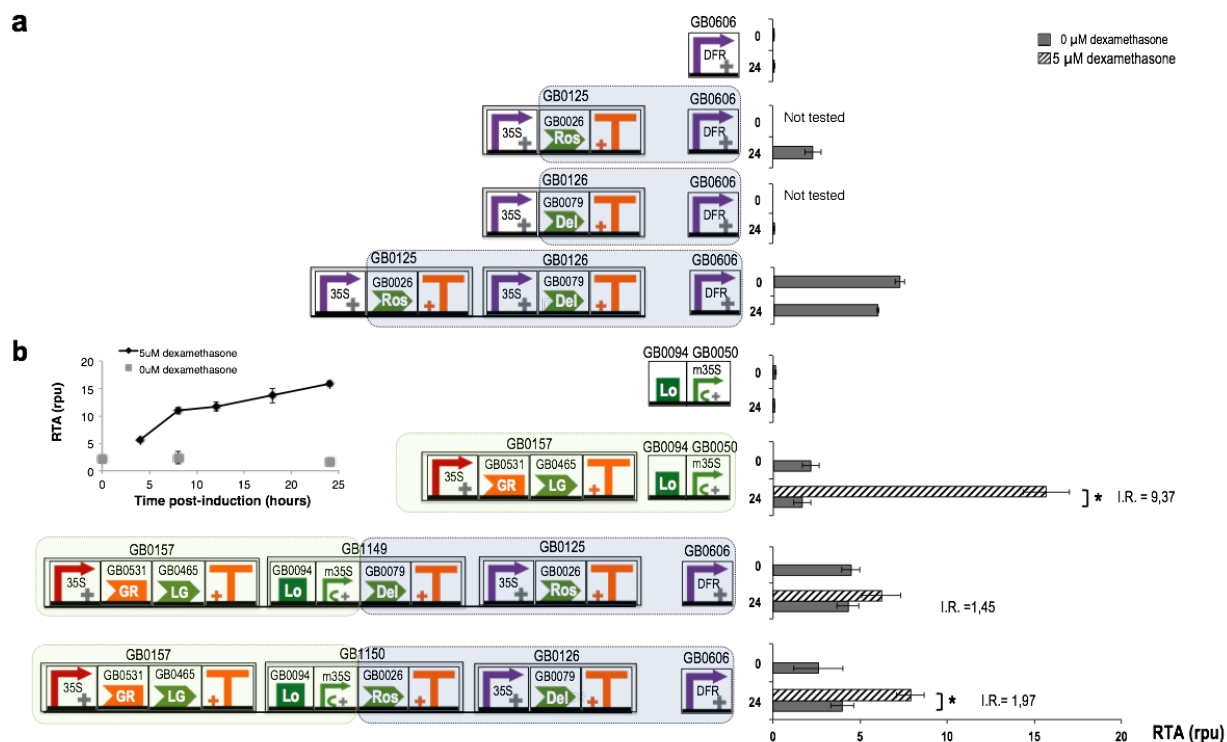 a
GB0606
DFR
0
24
0 µM dexamethasone
5 µM dexamethasone
GB0125
GB0606
35S
GB0026
Ros
T
DFR
0
Not tested
24
GB0126
GB0606
35S
GB0079
Del
T
DFR
0
Not tested
24
GB0125
GB0126
GB0606
35S
GB0026
Ros
T
35S
GB0079
Del
T
DFR
0
24
b
5uM dexamethasone
0uM dexamethasone
RTA (rpu)
20
15
10
5
0
0 5 10 15 20 25
Time post-induction (hours)
GB0094 GB0050
Lo
m35S
0
24
GB0157
GB0094 GB0050
35S
GB0531
GR
GB0465
LG
T
Lo
m35S
0
24
* I.R. = 9,37
GB0157
GB1149
GB0125
GB0606
35S
GB0531
GR
GB0465
LG
T
GB0094
Lo
m35S
GB0079
Del
T
35S
GB0026
Ros
T
DFR
0
24
I.R. =1,45
GB0157
GB1150
GB0126
GB0606
35S
GB0531
GR
GB0465
LG
T
GB0094
Lo
m35S
GB0026
Ros
T
35S
GB0079
Del
T
DFR
0
24
* I.R.= 1,97
0 5 10 15 20
RTA (rpu)